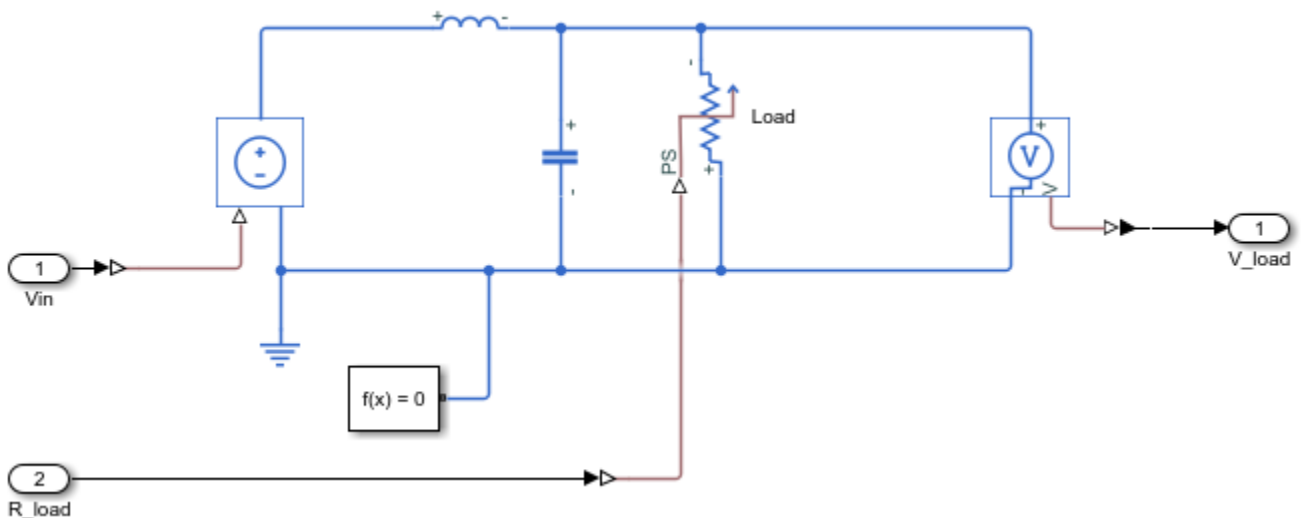 + -
-
Load
+
+
-
PS
+
-
+
V
-
V
1
Vin
1
V_load
-
+
f(x) = 0
2
R_load